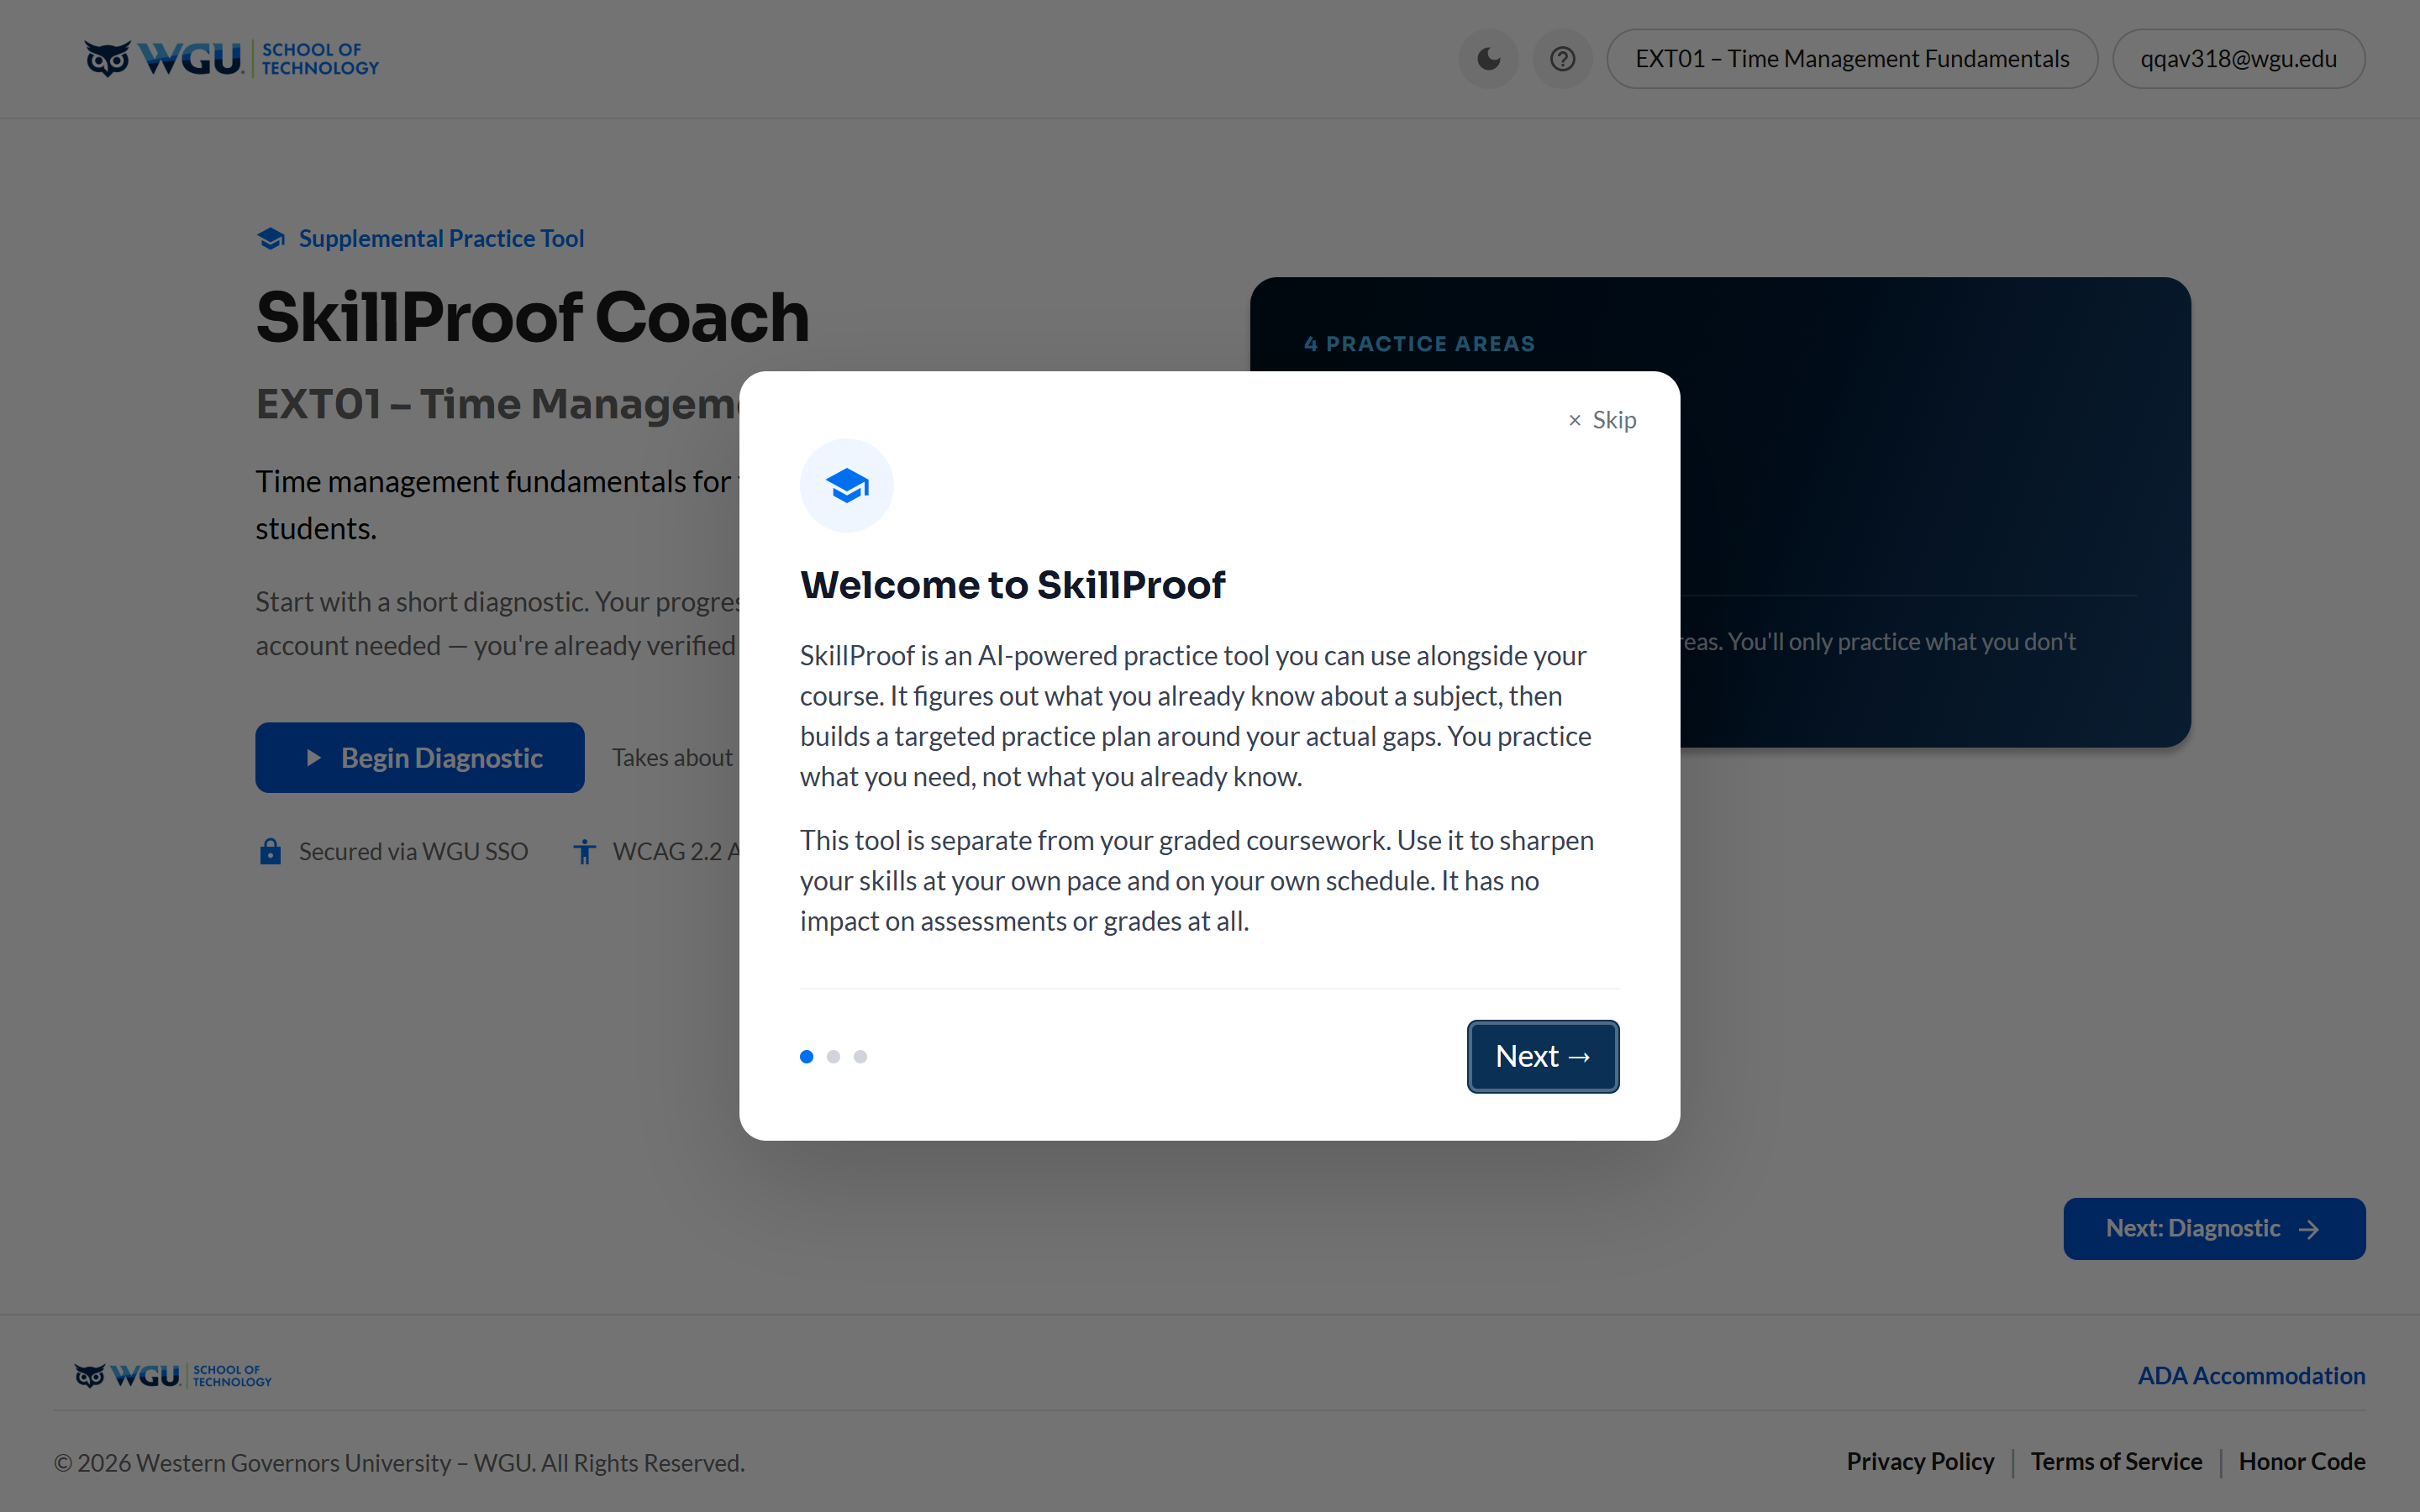 WGU SCHOOL OF
TECHNOLOGY
EXT01 – Time Management Fundamentals
qqav318@wgu.edu
Supplemental Practice Tool
SkillProof Coach
EXT01 – Time Managem
Time management fundamentals for
students.
Start with a short diagnostic. Your progres
account needed — you're already verified
Begin Diagnostic
Takes about
Secured via WGU SSO
WCAG 2.2 A
4 PRACTICE AREAS
reas. You'll only practice what you don't
× Skip
Welcome to SkillProof
SkillProof is an AI-powered practice tool you can use alongside your
course. It figures out what you already know about a subject, then
builds a targeted practice plan around your actual gaps. You practice
what you need, not what you already know.
This tool is separate from your graded coursework. Use it to sharpen
your skills at your own pace and on your own schedule. It has no
impact on assessments or grades at all.
Next →
Next: Diagnostic →
WGU SCHOOL OF
TECHNOLOGY
ADA Accommodation
© 2026 Western Governors University – WGU. All Rights Reserved.
Privacy Policy | Terms of Service | Honor Code